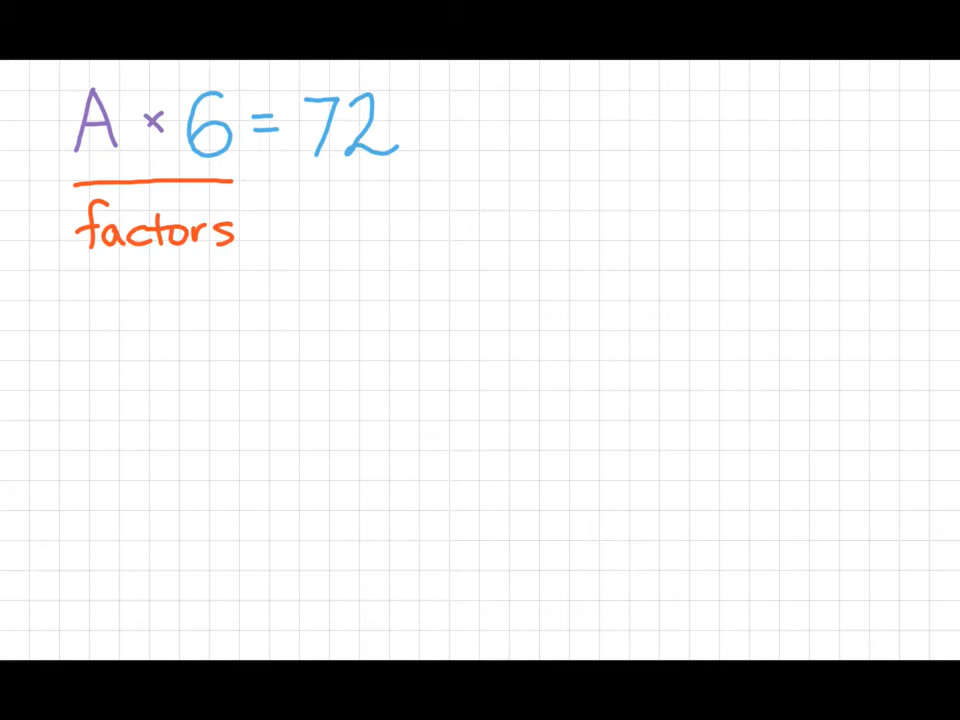 A × 6 = 72
factors